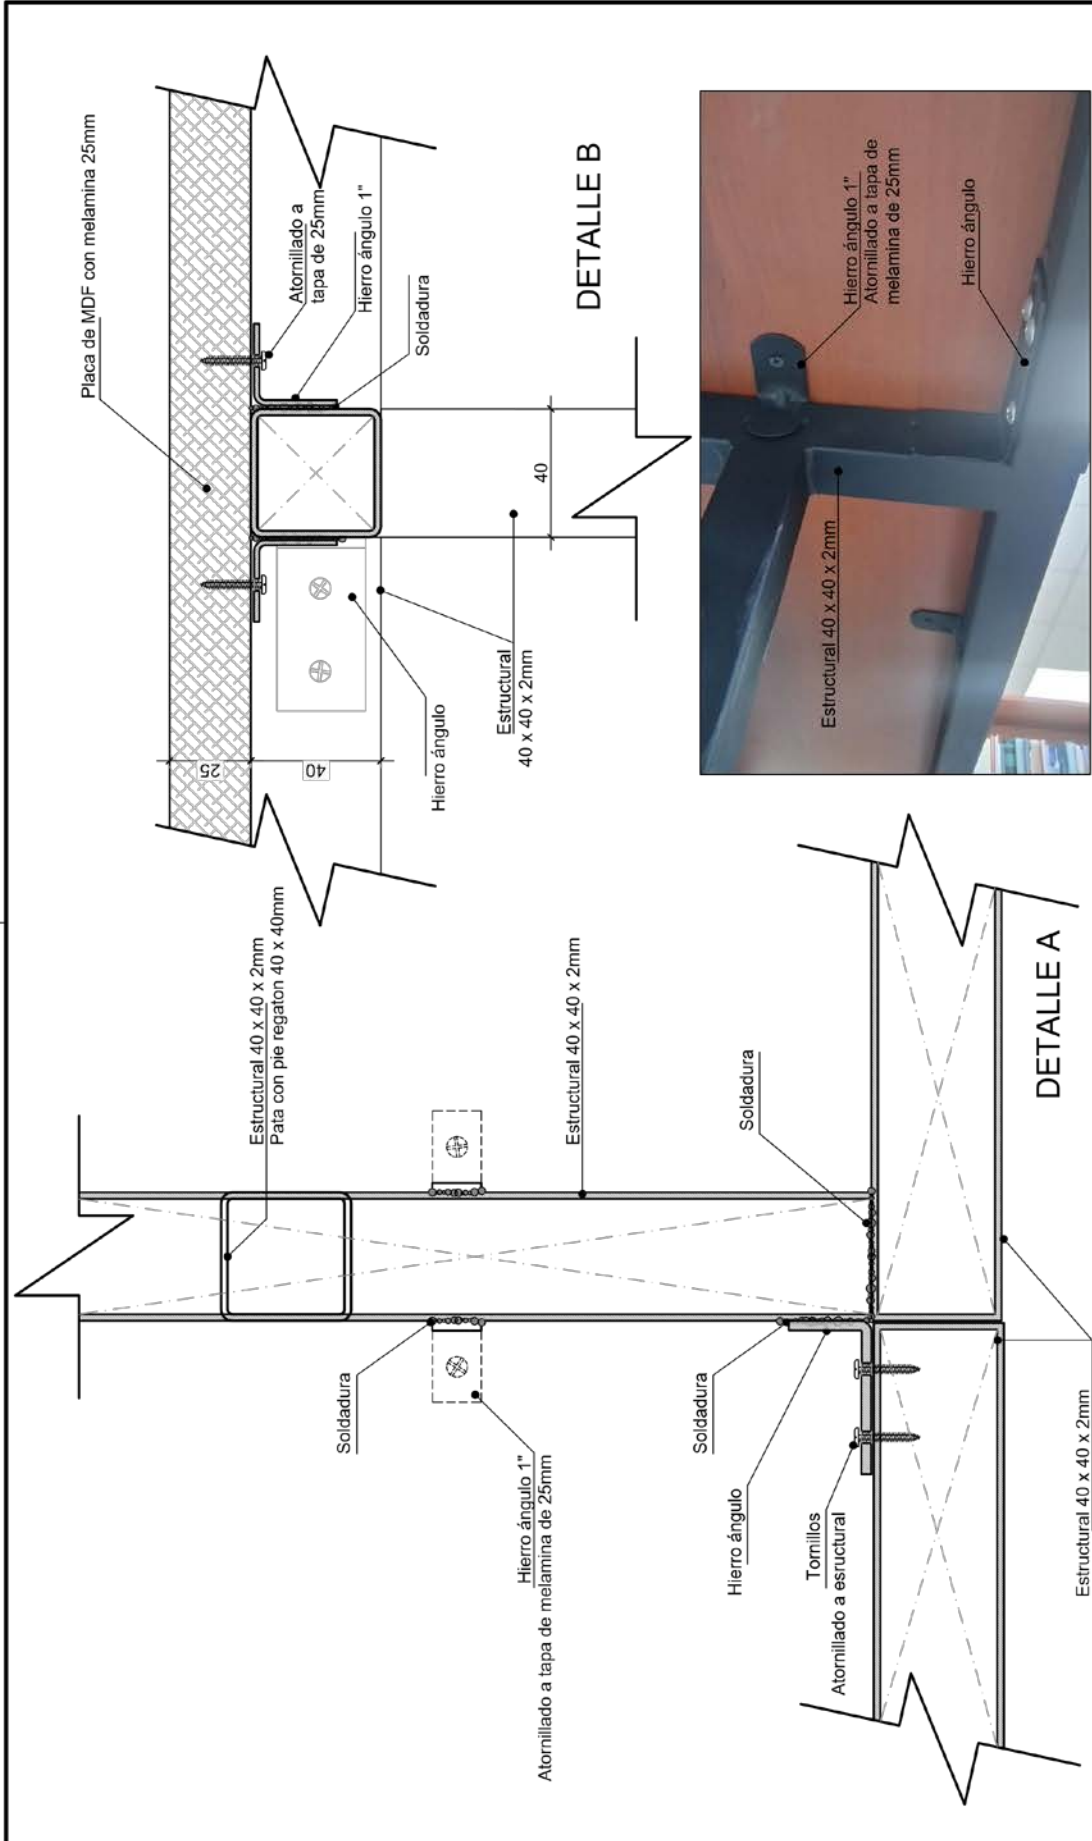 Placa de MDF con melamina 25mm
Atornillado a
tapa de 25mm
Hierro ángulo 1"
Soldadura
25
40
40
Hierro ángulo
Estructural
40 x 40 x 2mm
DETALLE B
Estructural 40 x 40 x 2mm
Pata con pie regaton 40 x 40mm
Soldadura
Hierro ángulo 1"
Atornillado a tapa de melamina de 25mm
Estructural 40 x 40 x 2mm
Soldadura
Soldadura
Hierro ángulo
Tornillos
Atornillado a esructural
Estructural 40 x 40 x 2mm
DETALLE A
Hierro ángulo 1"
Atornillado a tapa de
melamina de 25mm
Estructural 40 x 40 x 2mm
Hierro ángulo